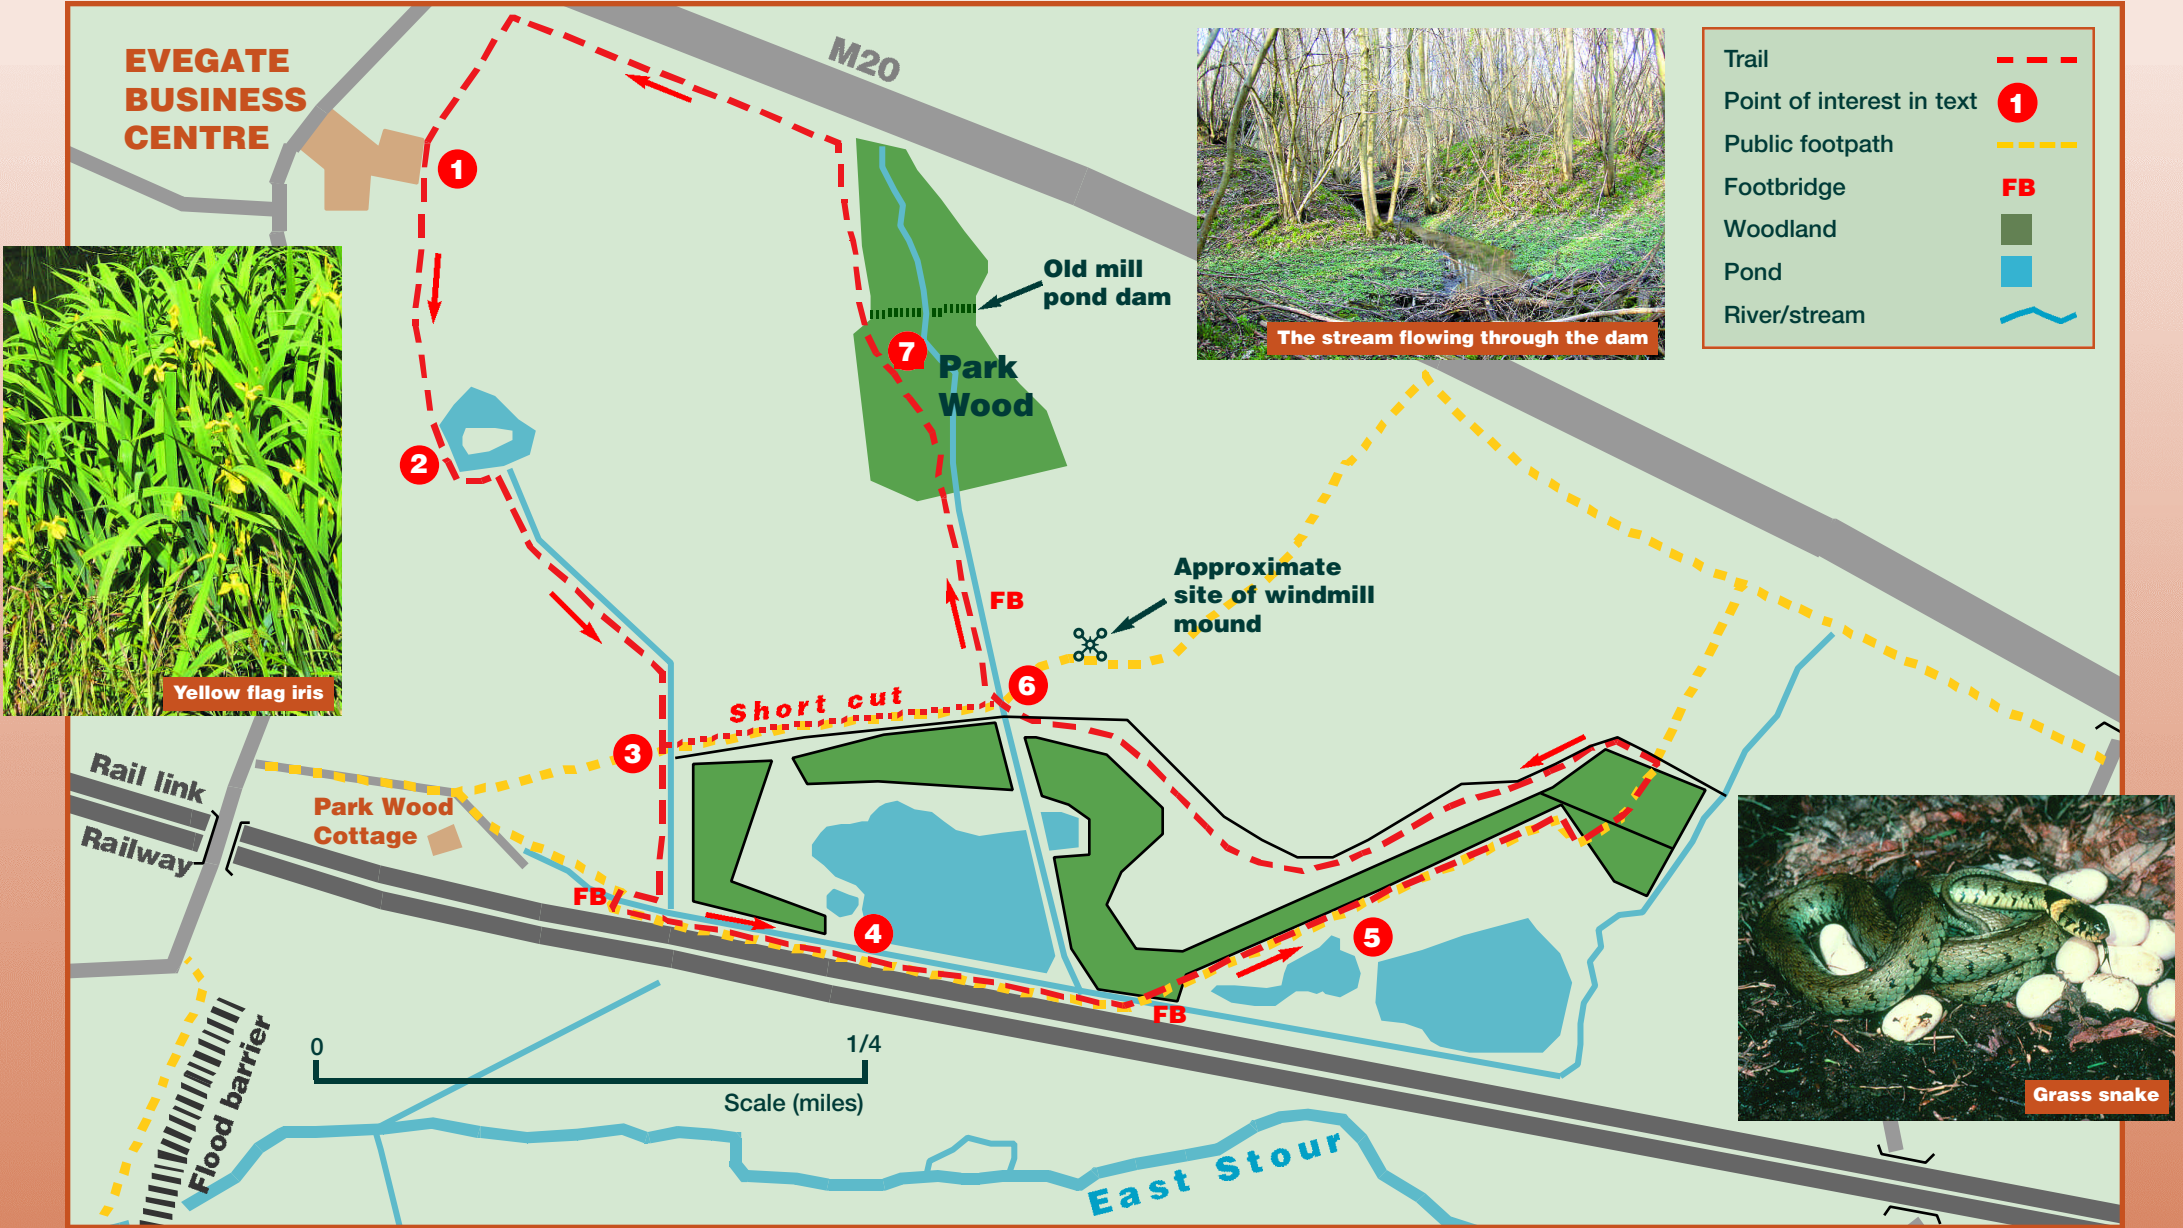 EVEGATE
BUSINESS
CENTRE
M20
Trail
Point of interest in text 1
Public footpath
Footbridge FB
Woodland
Pond
River/stream
1
The stream flowing through the dam
Old mill
pond dam
7
Park
Wood
2
Yellow flag iris
Approximate
site of windmill
mound
FB
6
Short cut
3
Rail link
Railway
Park Wood
Cottage
FB
4
5
FB
Flood barrier
0 1/4
Scale (miles)
East Stour
Grass snake